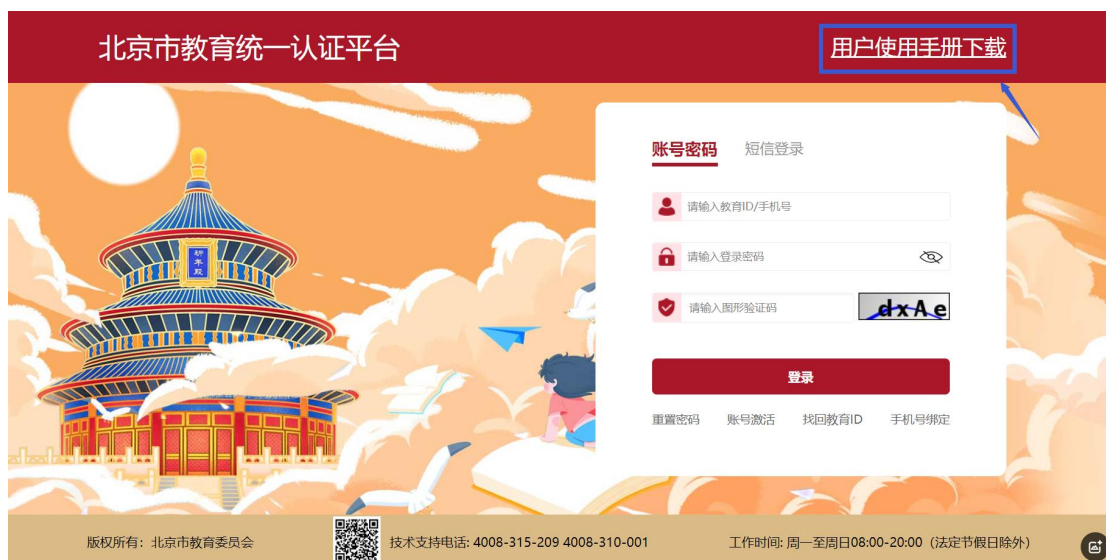 北京市教育统一认证平台
用户使用手册下载
账号密码 短信登录
请输入教育ID/手机号
请输入登录密码
请输入图形验证码 dxAe
登录
重置密码 账号激活 找回教育ID 手机号绑定
祈年殿
版权所有: 北京市教育委员会 技术支持电话: 4008-315-209 4008-310-001 工作时间: 周一至周日08:00-20:00（法定节假日除外）